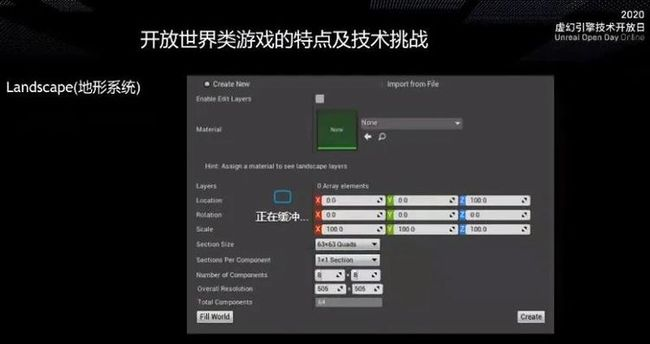 2020
虚幻引擎技术开放日
Unreal Open Day Online
开放世界类游戏的特点及技术挑战
Landscape(地形系统)
Create New Import from File
Enable Edit Layers
Material None None
Hint: Assign a material to see landscape layers
Layers 0 Array elements
Location X 0.0 Y 0.0 Z 100.0
正在缓冲...
Rotation X 0.0 Y 0.0 Z 0.0
Scale X 100.0 Y 100.0 Z 100.0
Section Size 63×63 Quads
Sections Per Component 1×1 Section
Number of Components 8 × 8
Overall Resolution 505 × 505
Total Components 64
Fill World Create